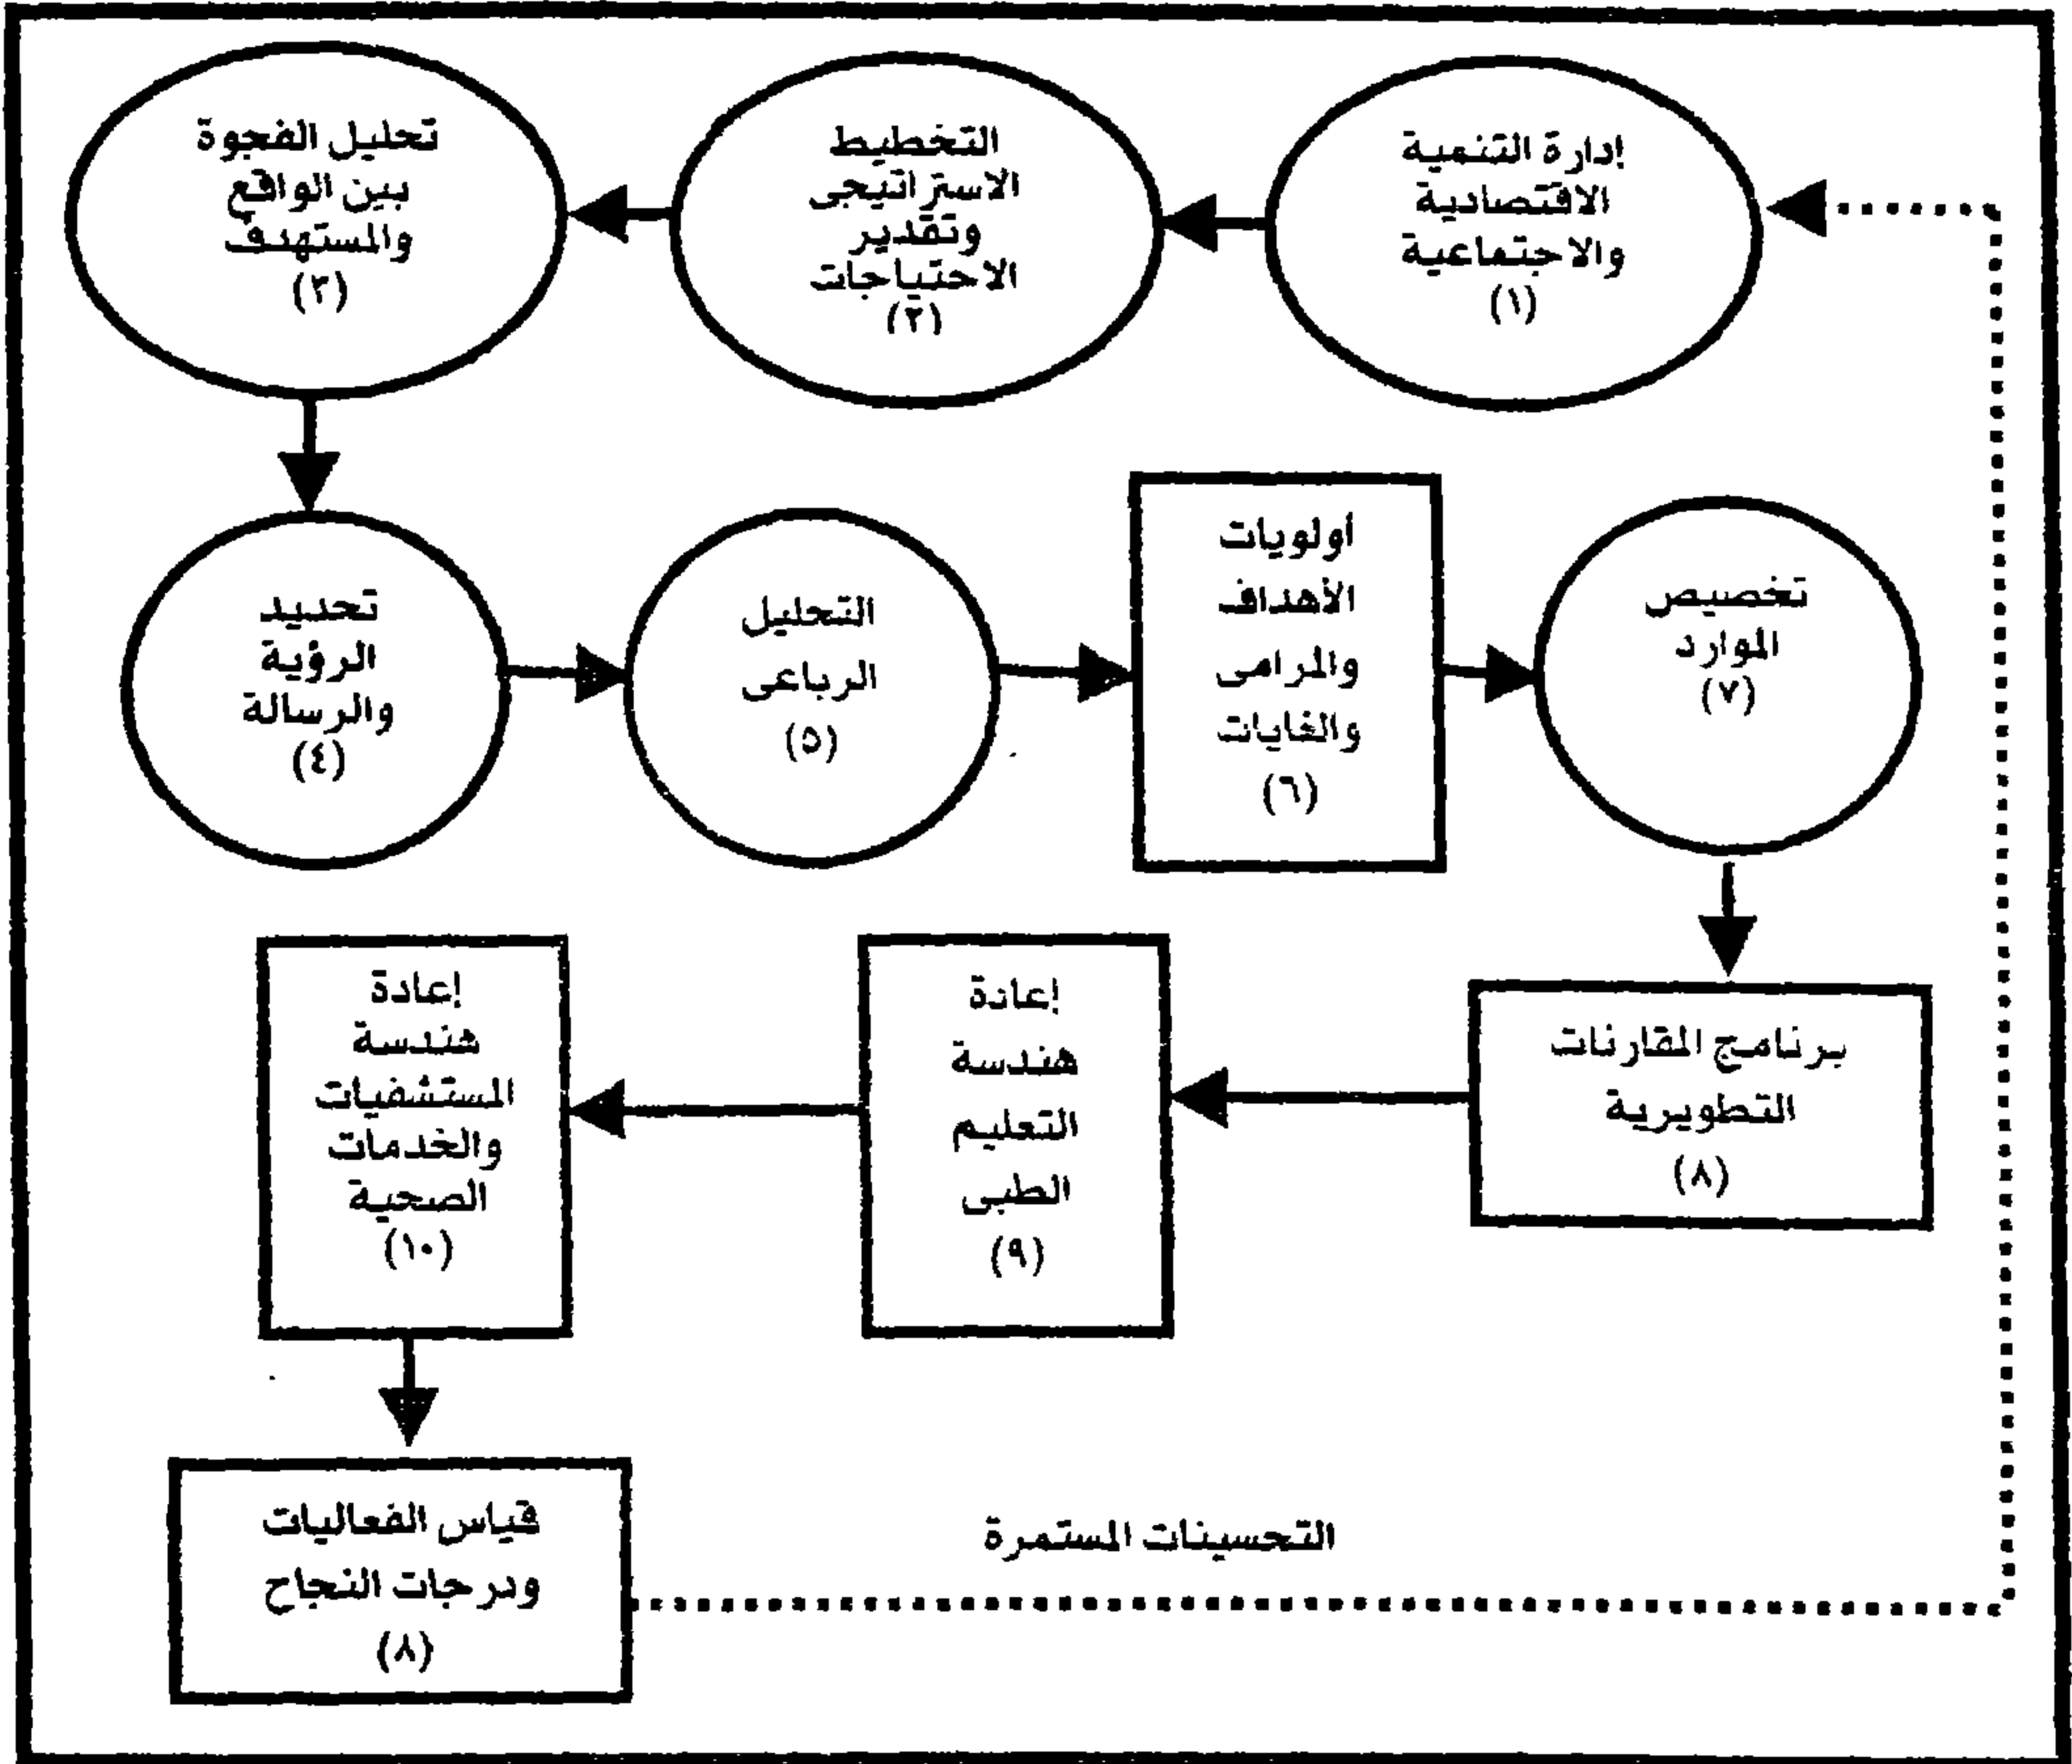 إدارة التنمية
الاقتصادية
والاجتماعية
(١)
التخطيط
الاستراتيجى
وتقدير
الاحتياجات
(٢)
تحليل الفجوة
بين الواقع
والمستهدف
(٣)
تحديد
الرؤية
والرسالة
(٤)
التحليل
الرباعى
(٥)
أولويات
الأهداف
والمرامى
والغايات
(٦)
تخصيص
الموارد
(٧)
برنامج المقارنات
التطويرية
(٨)
إعادة
هندسة
التعليم
الطبى
(٩)
إعادة
هندسة
المستشفيات
والخدمات
الصحية
(١٠)
قياس الفعاليات
ودرجات النجاح
(٨)
التحسينات المستمرة